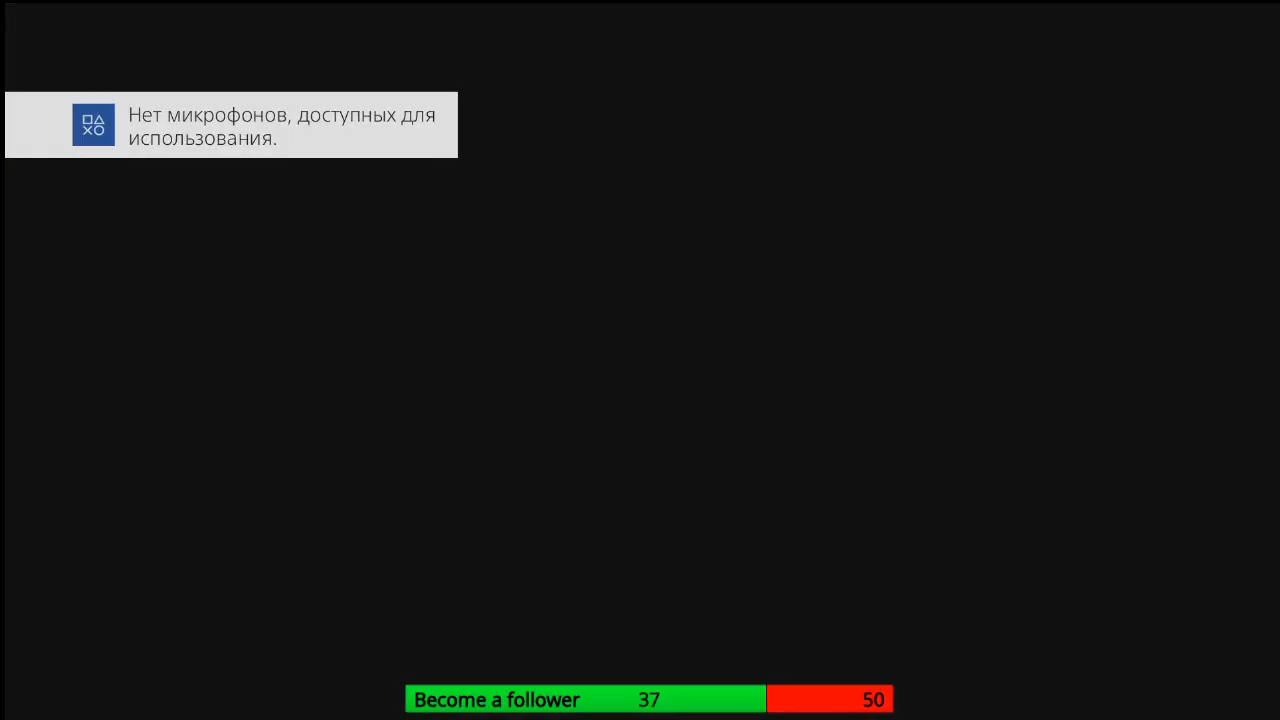 Нет микрофонов, доступных для
использования.
Become a follower 37 50